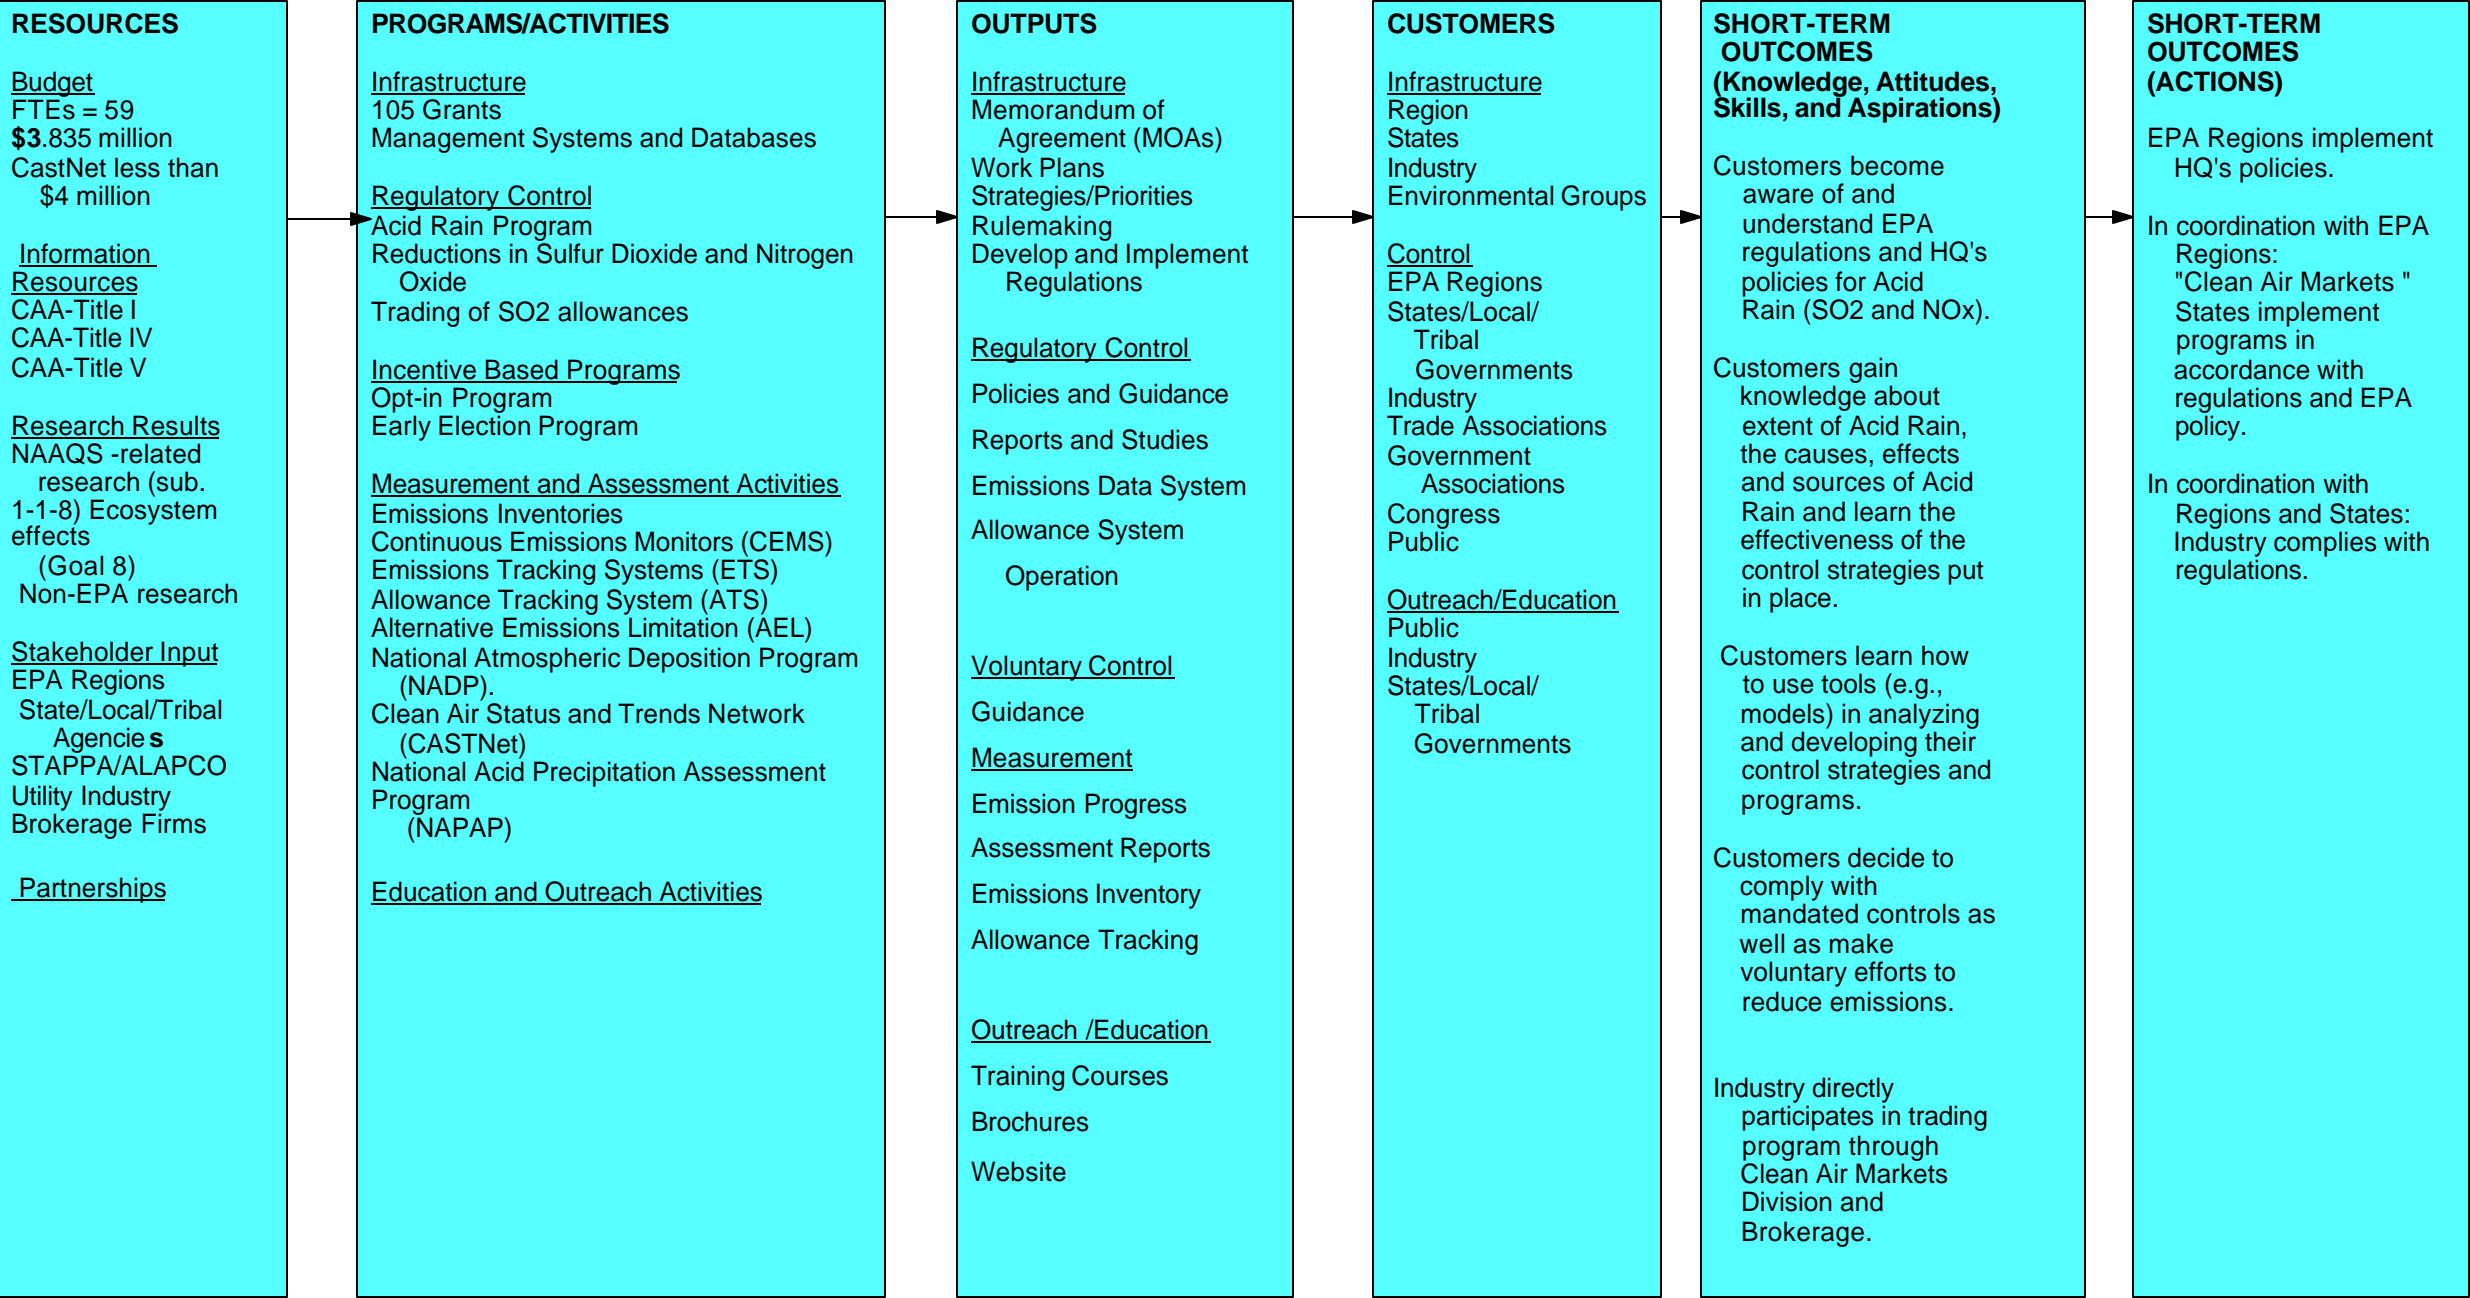 RESOURCES
Budget
FTEs = 59
$3.835 million
CastNet less than
$4 million
Information
Resources
CAA-Title I
CAA-Title IV
CAA-Title V
Research Results
NAAQS -related
research (sub.
1-1-8) Ecosystem
effects
(Goal 8)
Non-EPA research
Stakeholder Input
EPA Regions
State/Local/Tribal
Agencies
STAPPA/ALAPCO
Utility Industry
Brokerage Firms
Partnerships
PROGRAMS/ACTIVITIES
Infrastructure
105 Grants
Management Systems and Databases
Regulatory Control
Acid Rain Program
Reductions in Sulfur Dioxide and Nitrogen
Oxide
Trading of SO2 allowances
Incentive Based Programs
Opt-in Program
Early Election Program
Measurement and Assessment Activities
Emissions Inventories
Continuous Emissions Monitors (CEMS)
Emissions Tracking Systems (ETS)
Allowance Tracking System (ATS)
Alternative Emissions Limitation (AEL)
National Atmospheric Deposition Program
(NADP).
Clean Air Status and Trends Network
(CASTNet)
National Acid Precipitation Assessment
Program
(NAPAP)
Education and Outreach Activities
OUTPUTS
Infrastructure
Memorandum of
Agreement (MOAs)
Work Plans
Strategies/Priorities
Rulemaking
Develop and Implement
Regulations
Regulatory Control
Policies and Guidance
Reports and Studies
Emissions Data System
Allowance System
Operation
Voluntary Control
Guidance
Measurement
Emission Progress
Assessment Reports
Emissions Inventory
Allowance Tracking
Outreach /Education
Training Courses
Brochures
Website
CUSTOMERS
Infrastructure
Region
States
Industry
Environmental Groups
Control
EPA Regions
States/Local/
Tribal
Governments
Industry
Trade Associations
Government
Associations
Congress
Public
Outreach/Education
Public
Industry
States/Local/
Tribal
Governments
SHORT-TERM
OUTCOMES
(Knowledge, Attitudes,
Skills, and Aspirations)
Customers become
aware of and
understand EPA
regulations and HQ's
policies for Acid
Rain (SO2 and NOx).
Customers gain
knowledge about
extent of Acid Rain,
the causes, effects
and sources of Acid
Rain and learn the
effectiveness of the
control strategies put
in place.
Customers learn how
to use tools (e.g.,
models) in analyzing
and developing their
control strategies and
programs.
Customers decide to
comply with
mandated controls as
well as make
voluntary efforts to
reduce emissions.
Industry directly
participates in trading
program through
Clean Air Markets
Division and
Brokerage.
SHORT-TERM
OUTCOMES
(ACTIONS)
EPA Regions implement
HQ's policies.
In coordination with EPA
Regions:
"Clean Air Markets "
States implement
programs in
accordance with
regulations and EPA
policy.
In coordination with
Regions and States:
Industry complies with
regulations.